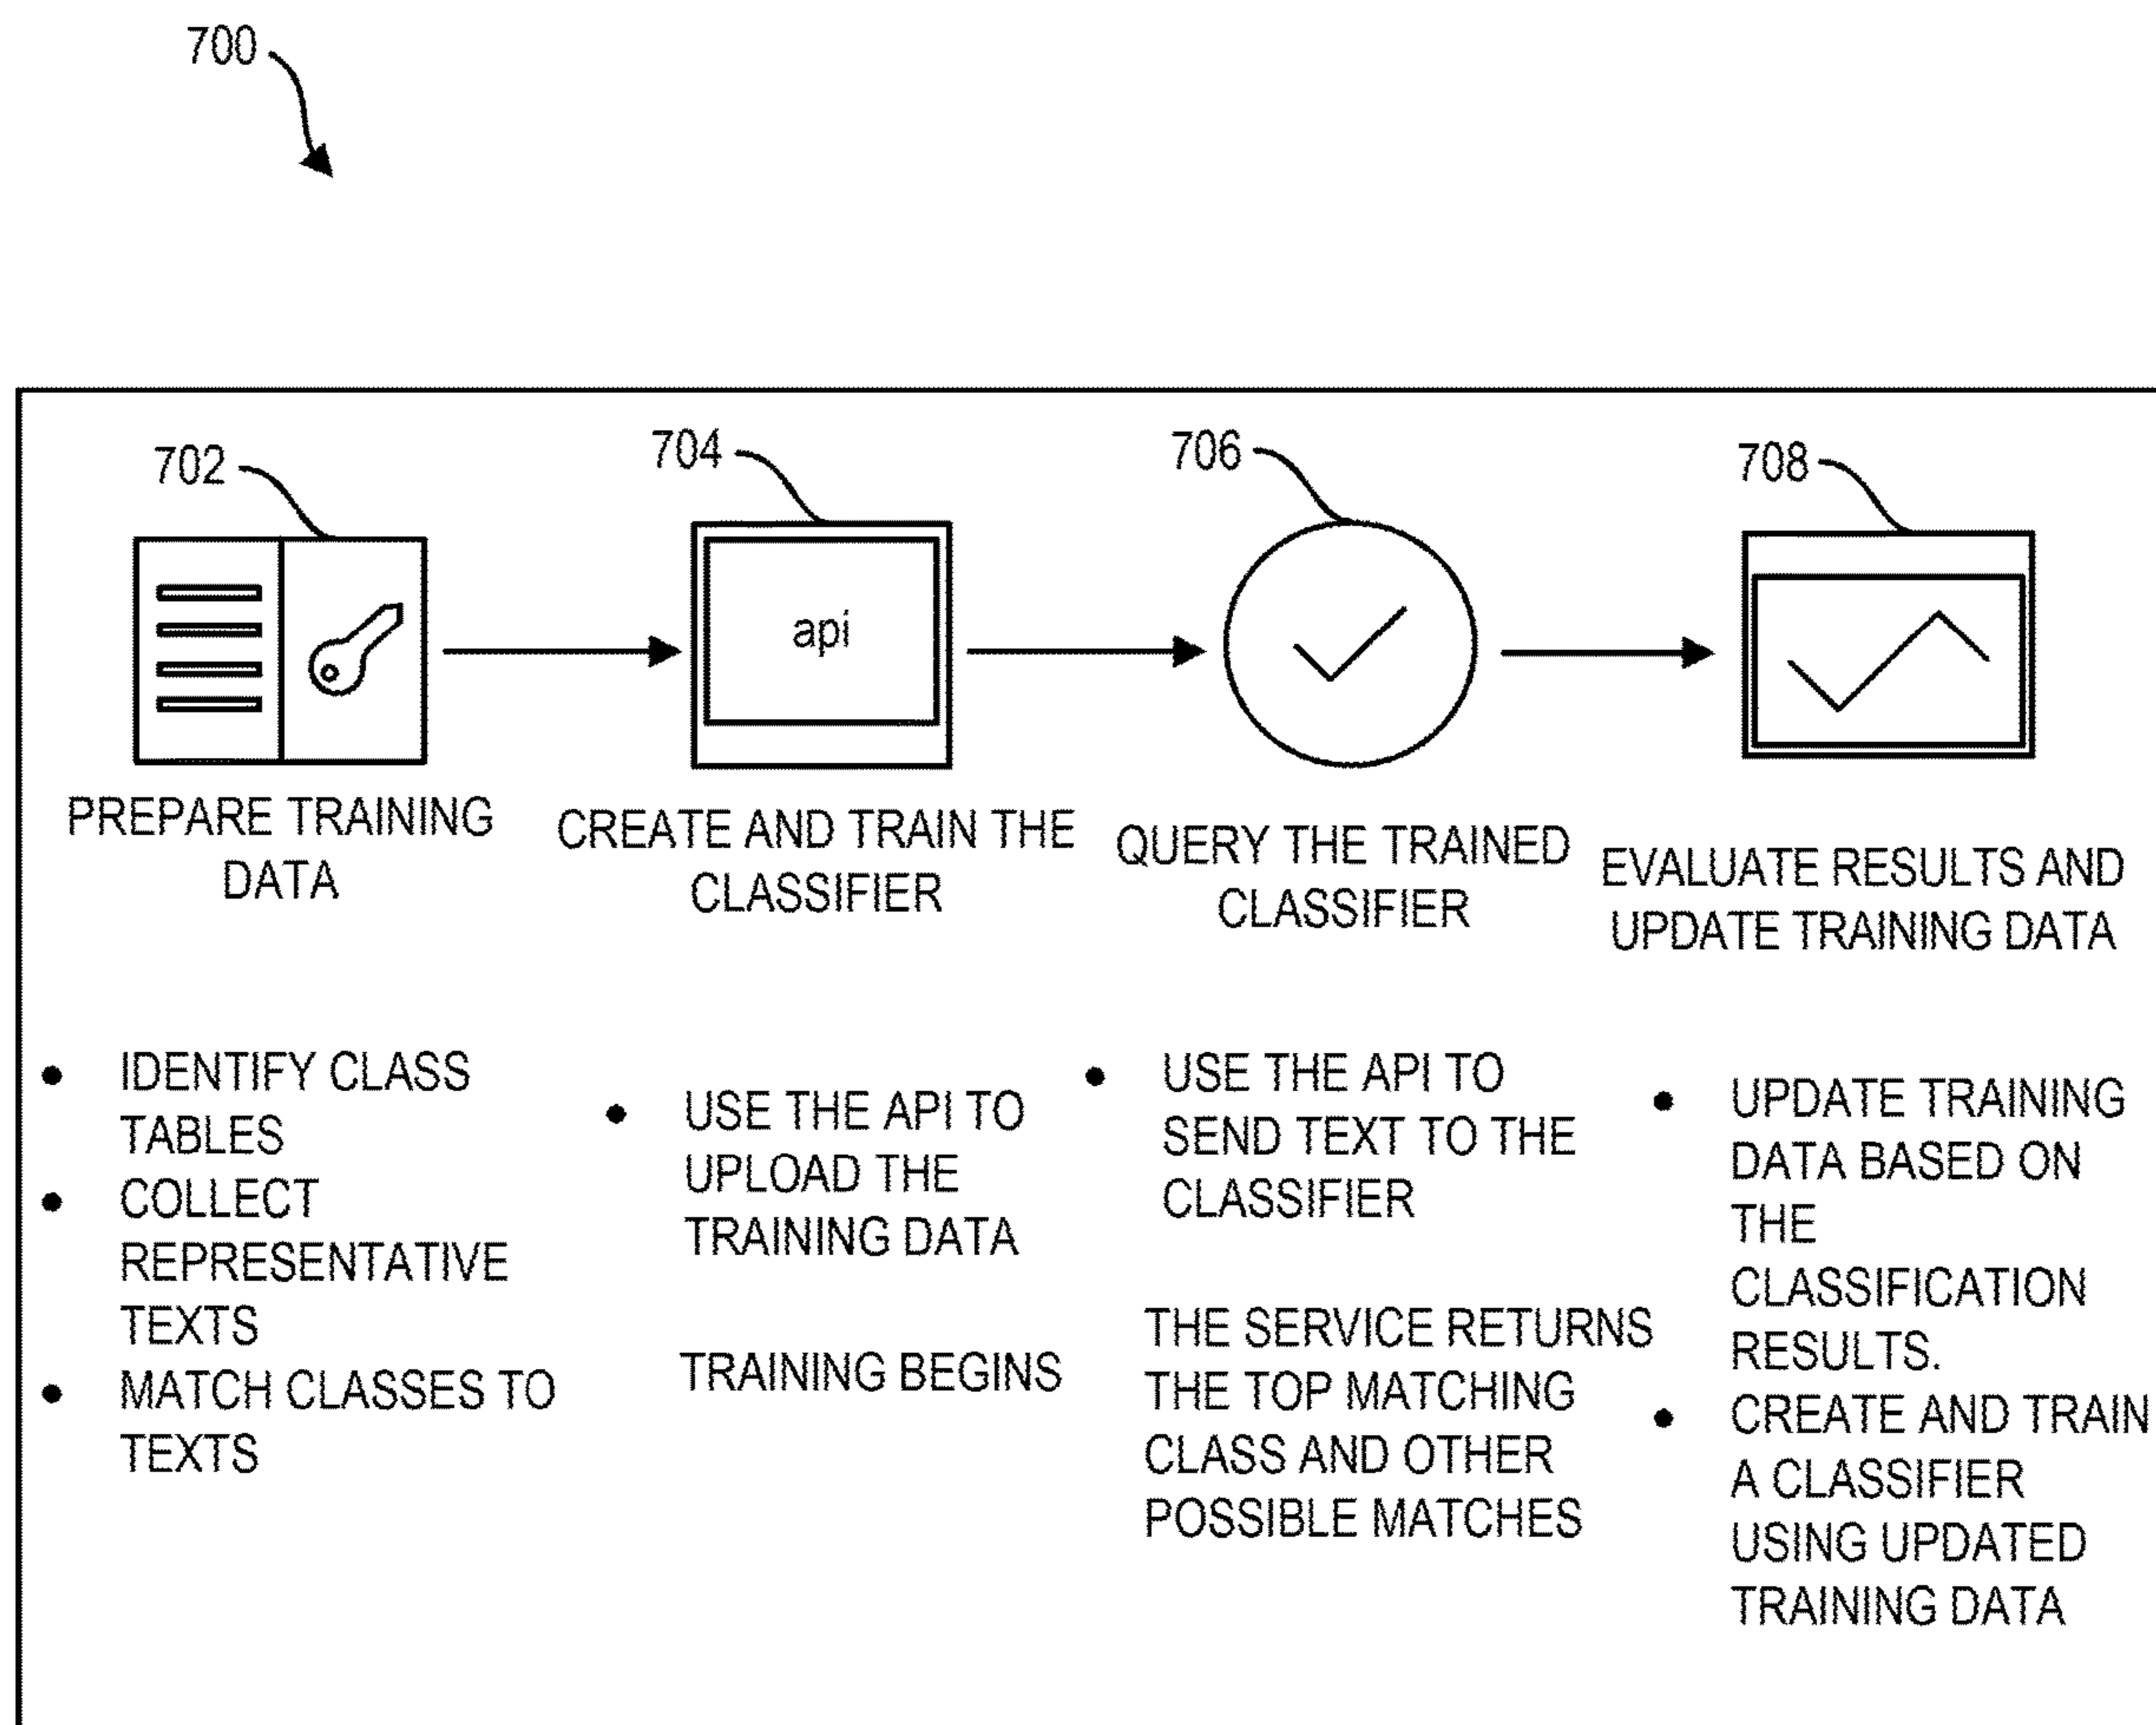 700
702
PREPARE TRAINING
DATA
• IDENTIFY CLASS
TABLES
• COLLECT
REPRESENTATIVE
TEXTS
• MATCH CLASSES TO
TEXTS
704
api
CREATE AND TRAIN THE
CLASSIFIER
• USE THE API TO
UPLOAD THE
TRAINING DATA
TRAINING BEGINS
706
QUERY THE TRAINED
CLASSIFIER
• USE THE API TO
SEND TEXT TO THE
CLASSIFIER
THE SERVICE RETURNS
THE TOP MATCHING
CLASS AND OTHER
POSSIBLE MATCHES
708
EVALUATE RESULTS AND
UPDATE TRAINING DATA
• UPDATE TRAINING
DATA BASED ON
THE
CLASSIFICATION
RESULTS.
• CREATE AND TRAIN
A CLASSIFIER
USING UPDATED
TRAINING DATA